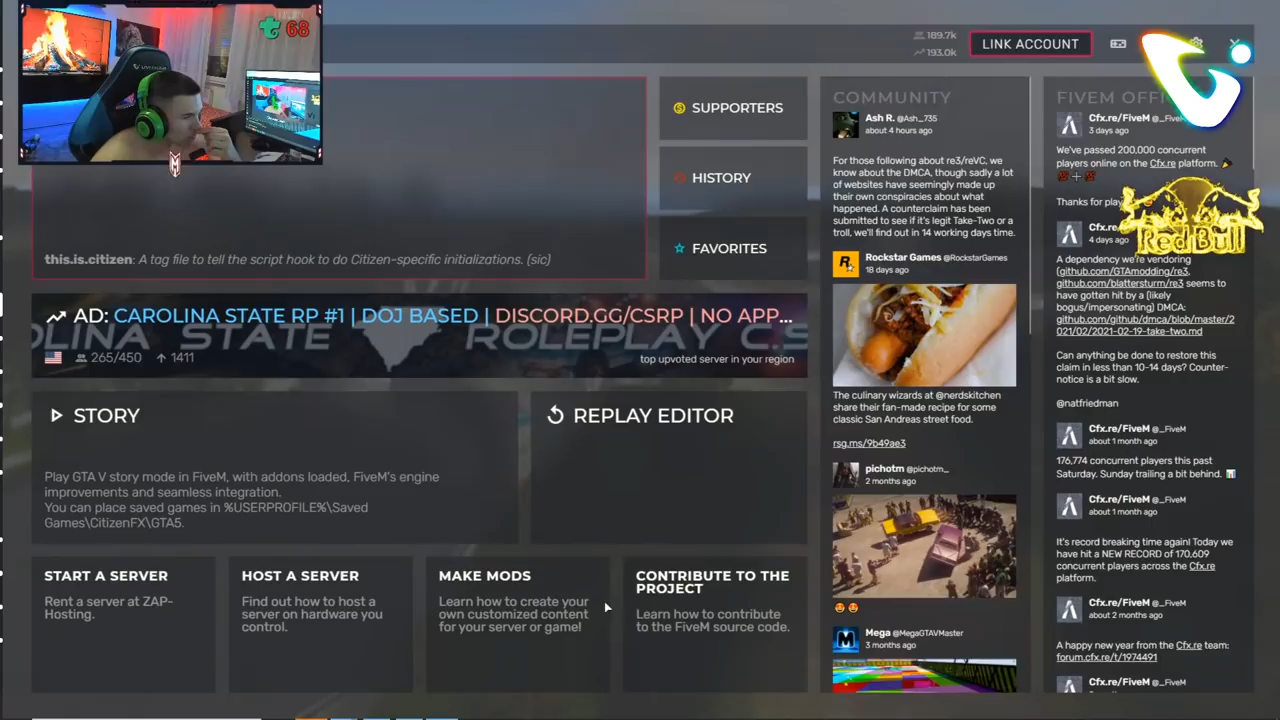 68
189.7k
193.0k
LINK ACCOUNT
this.is.citizen: A tag file to tell the script hook to do Citizen-specific initializations. (sic)
SUPPORTERS
HISTORY
FAVORITES
AD: CAROLINA STATE RP #1 | DOJ BASED | DISCORD.GG/CSRP | NO APP...
OLINA STATE ROLEPLAY C.S
265/450 1411
top upvoted server in your region
STORY
Play GTA V story mode in FiveM, with addons loaded, FiveM's engine
improvements and seamless integration.
You can place saved games in %USERPROFILE%\Saved
Games\CitizenFX\GTA5.
REPLAY EDITOR
START A SERVER
Rent a server at ZAP-
Hosting.
HOST A SERVER
Find out how to host a
server on hardware you
control.
MAKE MODS
Learn how to create your
own customized content
for your server or game!
CONTRIBUTE TO THE
PROJECT
Learn how to contribute
to the FiveM source code.
COMMUNITY
Ash R. @Ash_735
about 4 hours ago
For those following about re3/reVC, we
know about the DMCA, though sadly a
lot of websites have seemingly made up
their own conspiracies about what
happened. A counterclaim has been
submitted to see if it's legit Take-Two or a
troll, we'll find out in 14 working days time.
Rockstar Games @RockstarGames
18 days ago
The culinary wizards at @nerdskitchen
share their fan-made recipe for some
classic San Andreas street food.
rsg.ms/9b49ae3
pichotm @pichotm_
2 months ago
Mega @MegaGTAVMaster
3 months ago
FIVEM OFFI
Cfx.re/FiveM @_FiveM
3 days ago
We've passed 200.000 concurrent
players online on the Cfx.re platform.
Thanks for play
Red Bull
Cfx.re/FiveM
4 days ago
A dependency we're vendoring
(github.com/GTAmodding/re3,
github.com/blattersturm/re3 seems to
have gotten hit by a (likely
bogus/impersonating) DMCA:
github.com/github/dmca/blob/master/2
021/02/2021-02-19-take-two.md
Can anything be done to restore this
claim in less than 10-14 days? Counter-
notice is a bit slow.
@natfriedman
Cfx.re/FiveM @_FiveM
about 1 month ago
176,774 concurrent players this past
Saturday. Sunday trailing a bit behind.
Cfx.re/FiveM @_FiveM
about 1 month ago
It's record breaking time again! Today we
have hit a NEW RECORD of 170,609
concurrent players across the Cfx.re
platform.
Cfx.re/FiveM @_FiveM
about 2 months ago
A happy new year from the Cfx.re team:
forum.cfx.re/t/1974491
Cfx.re/FiveM @_FiveM